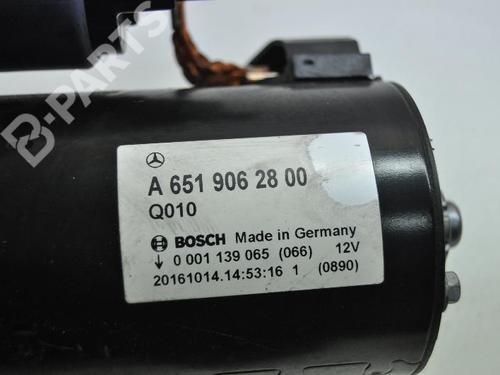 B-PARTS
A 651 906 28 00
Q010
BOSCH Made in Germany
↓ 0 001 139 065 (066) 12V
20161014.14:53:16 1 (0890)